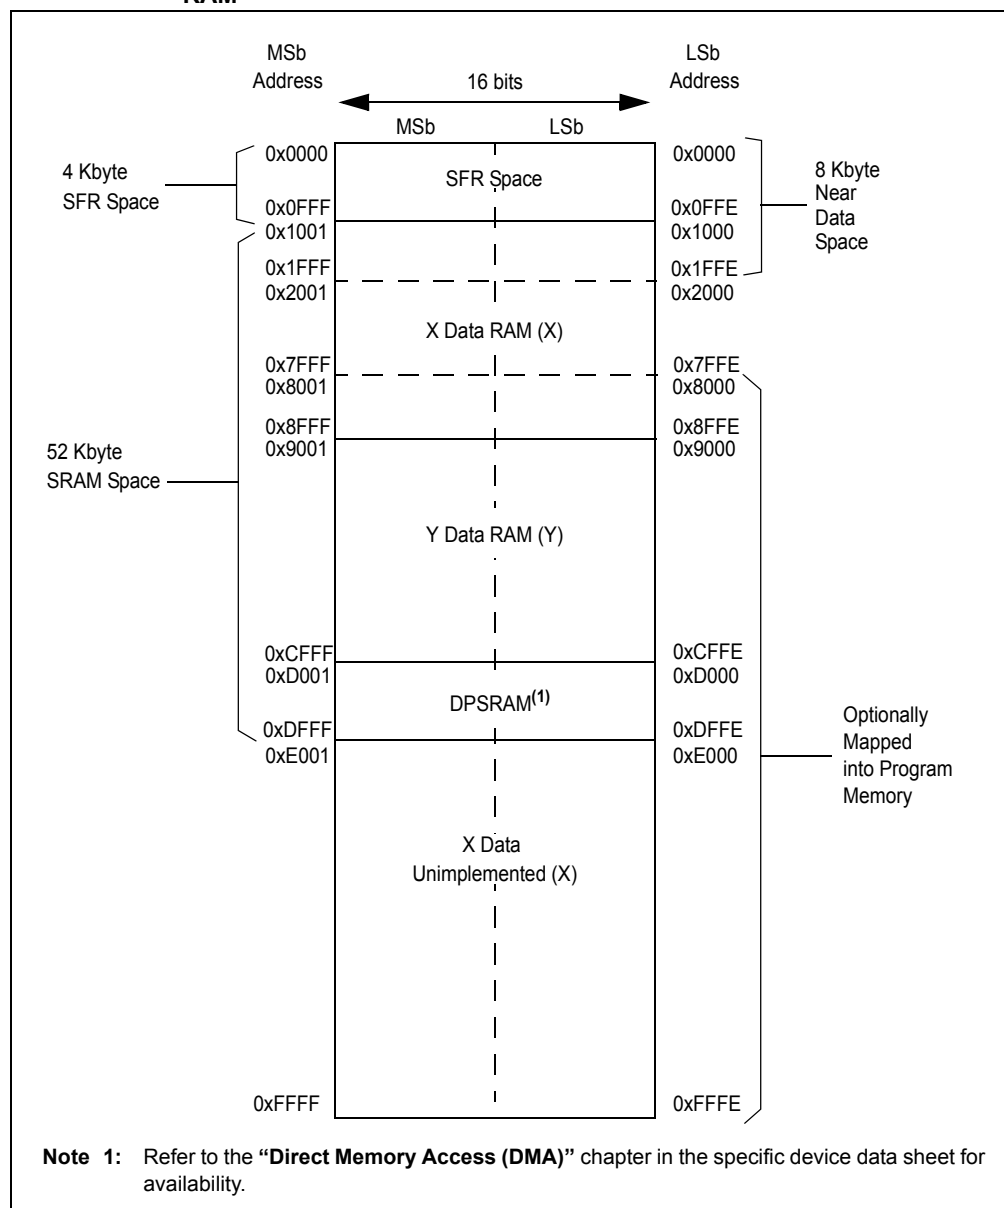 RAM
MSb
Address
LSb
Address
16 bits
MSb
LSb
4 Kbyte
SFR Space
0x0000
SFR Space
0x0000
8 Kbyte
Near
Data
Space
0x0FFF
0x1001
0x0FFE
0x1000
0x1FFF
0x2001
0x1FFE
0x2000
X Data RAM (X)
0x7FFF
0x8001
0x7FFE
0x8000
0x8FFF
0x9001
0x8FFE
0x9000
52 Kbyte
SRAM Space
Y Data RAM (Y)
0xCFFF
0xD001
0xCFFE
0xD000
DPSRAM(1)
0xDFFF
0xE001
0xDFFE
0xE000
Optionally
Mapped
into Program
Memory
X Data
Unimplemented (X)
0xFFFF
0xFFFE
Note 1: Refer to the “Direct Memory Access (DMA)” chapter in the specific device data sheet for
availability.